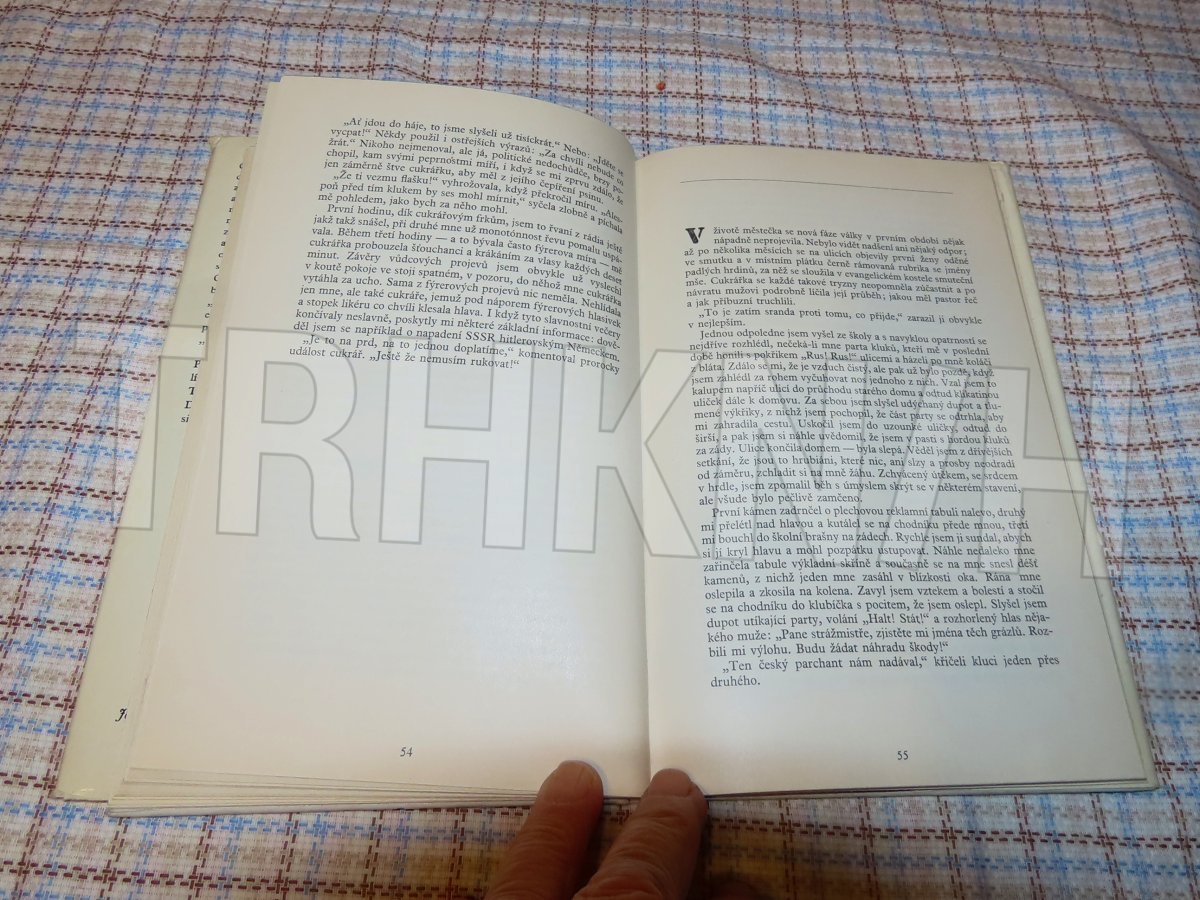 „Ať jdou do háje, to jsme slyšeli už tisíckrát.“ Nebo: „Jděte se
vycpat!“ Někdy použil i ostřejších výrazů: „Za chvíli nebude co
žrát.“ Nikoho nejmenoval, ale já, politické nedochůdče, brzy po-
chopil, kam svými peprnostmi míří, i když se mi zprvu zdálo, že
jen záměrně štve cukrářku, aby měl z jejího čepíření psinu.
„Že ti vezmu flašku!“ vyhrožovala, když překročil míru. „Ales-
poň před tím klukem by ses mohl mírnit,“ syčela zlobně a píchala
mě pohledem, jako bych za něho mohl.
První hodinu, dík cukrářovým frkům, jsem to řvaní z rádia ještě
jakž takž snášel, při druhé mne už monotónnost řevu pomalu uspá-
vala. Během třetí hodiny — a to bývala často fýrerova míra — mě
cukrářka probouzela šťouchanci a krákáním za vlasy každých deset
minut. Závěry vůdcových projevů jsem obvykle už vyslechl
v koutě pokoje ve stoji spatném, v pozoru, do něhož mne cukrářka
vytáhla za ucho. Sama z fýrerových projevů nic neměla. Nehlídala
jen mne, ale také cukráře, jemuž pod náporem fýrerových hlasivek
a stopek likéru co chvíli klesala hlava. I když tyto slavnostní večery
končívaly neslavně, poskytly mi některé základní informace: dově-
děl jsem se například o napadení SSSR hitlerovským Německem.
„Je to na prd, na to jednou doplatíme,“ komentoval prorocky
událost cukrář. „Ještě že nemusím rukovat!“
54
V životě městečka se nová fáze války v prvním období nějak
nápadně neprojevila. Nebylo vidět nadšení ani nějaký odpor;
až po několika měsících se na ulicích objevily první ženy oděné
ve smutku a v místním plátku černě rámovaná rubrika se jmény
padlých hrdinů, za něž se sloužila v evangelickém kostele smuteční
mše. Cukrářka se každé takové tryzny neopomněla zúčastnit a po
návratu mužovi podrobně líčila její průběh; jakou měl pastor řeč
a jak příbuzní truchlili.
„To je zatím sranda proti tomu, co přijde,“ zarazil ji obvykle
v nejlepším.
Jednou odpoledne jsem vyšel ze školy a s navyklou opatrností se
nejdříve rozhlédl, nečeká-li mne parta kluků, kteří mě v poslední
době honili s pokřikem „Rus! Rus!“ ulicemi a házeli po mně koláči
z bláta. Zdálo se mi, že je vzduch čistý, ale pak už bylo pozdě, když
jsem zahlédl za rohem vyčuhovat nos jednoho z nich. Vzal jsem to
kalupem napříč ulicí do průchodu starého domu a odtud klikatinou
uliček dále k domovu. Za sebou jsem slyšel udýchaný dupot a tlu-
mené výkřiky, z nichž jsem pochopil, že část party se odtrhla, aby
mi zahradila cestu. Uskočil jsem do uzounké uličky, odtud do
širší, a pak jsem si náhle uvědomil, že jsem v pasti s hordou kluků
za zády. Ulice končila domem — byla slepá. Věděl jsem z dřívějších
setkání, že jsou to hrubiáni, které nic, ani slzy a prosby neodradí
od záměru, zchladit si na mně žáhu. Zchvácený útěkem, se srdcem
v hrdle, jsem zpomalil běh s úmyslem skrýt se v některém stavení,
ale všude bylo pečlivě zamčeno.
První kámen zadrnčel o plechovou reklamní tabuli nalevo, druhý
mi přelétl nad hlavou a kutálel se na chodníku přede mnou, třetí
mi bouchl do školní brašny na zádech. Rychle jsem ji sundal, abych
si jí kryl hlavu a mohl pozpátku ustupovat. Náhle nedaleko mne
zařinčela tabule výkladní skříně a současně se na mne snesl déšť
kamenů, z nichž jeden mne zasáhl v blízkosti oka. Rána mne
oslepila a zkosila na kolena. Zavyl jsem vztekem a bolestí a stočil
se na chodníku do klubíčka s pocitem, že jsem oslepl. Slyšel jsem
dupot utíkající party, volání „Halt! Stát!“ a rozhorlený hlas něja-
kého muže: „Pane strážmistře, zjistěte mi jména těch grázlů. Roz-
bili mi výlohu. Budu žádat náhradu škody!“
„Ten český parchant nám nadával,“ křičeli kluci jeden přes
druhého.
55